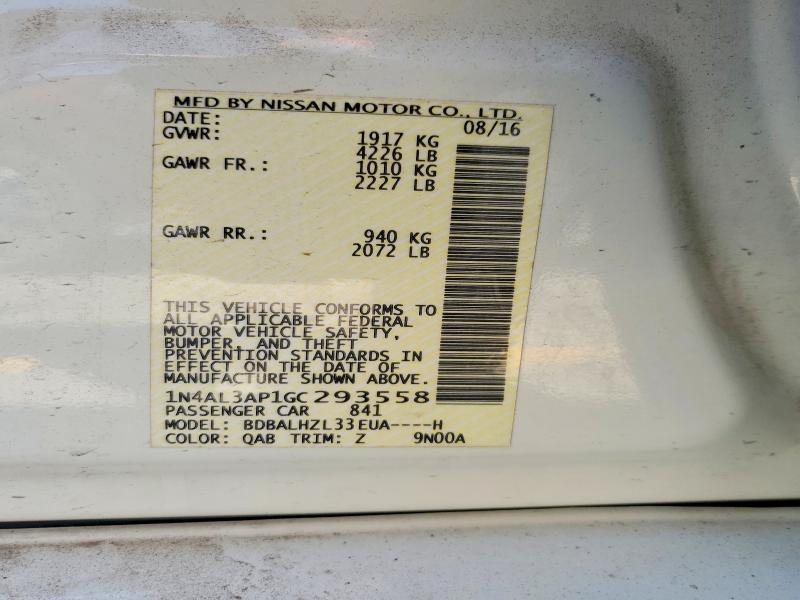 MFD BY NISSAN MOTOR CO., LTD.
DATE: 08/16
GVWR: 1917 KG
4226 LB
GAWR FR.: 1010 KG
2227 LB
GAWR RR.: 940 KG
2072 LB
THIS VEHICLE CONFORMS TO
ALL APPLICABLE FEDERAL
MOTOR VEHICLE SAFETY,
BUMPER, AND THEFT
PREVENTION STANDARDS IN
EFFECT ON THE DATE OF
MANUFACTURE SHOWN ABOVE.
1N4AL3AP1GC293558
PASSENGER CAR 841
MODEL: BDBALHZL33EUA----H
COLOR: QAB TRIM: Z 9N00A